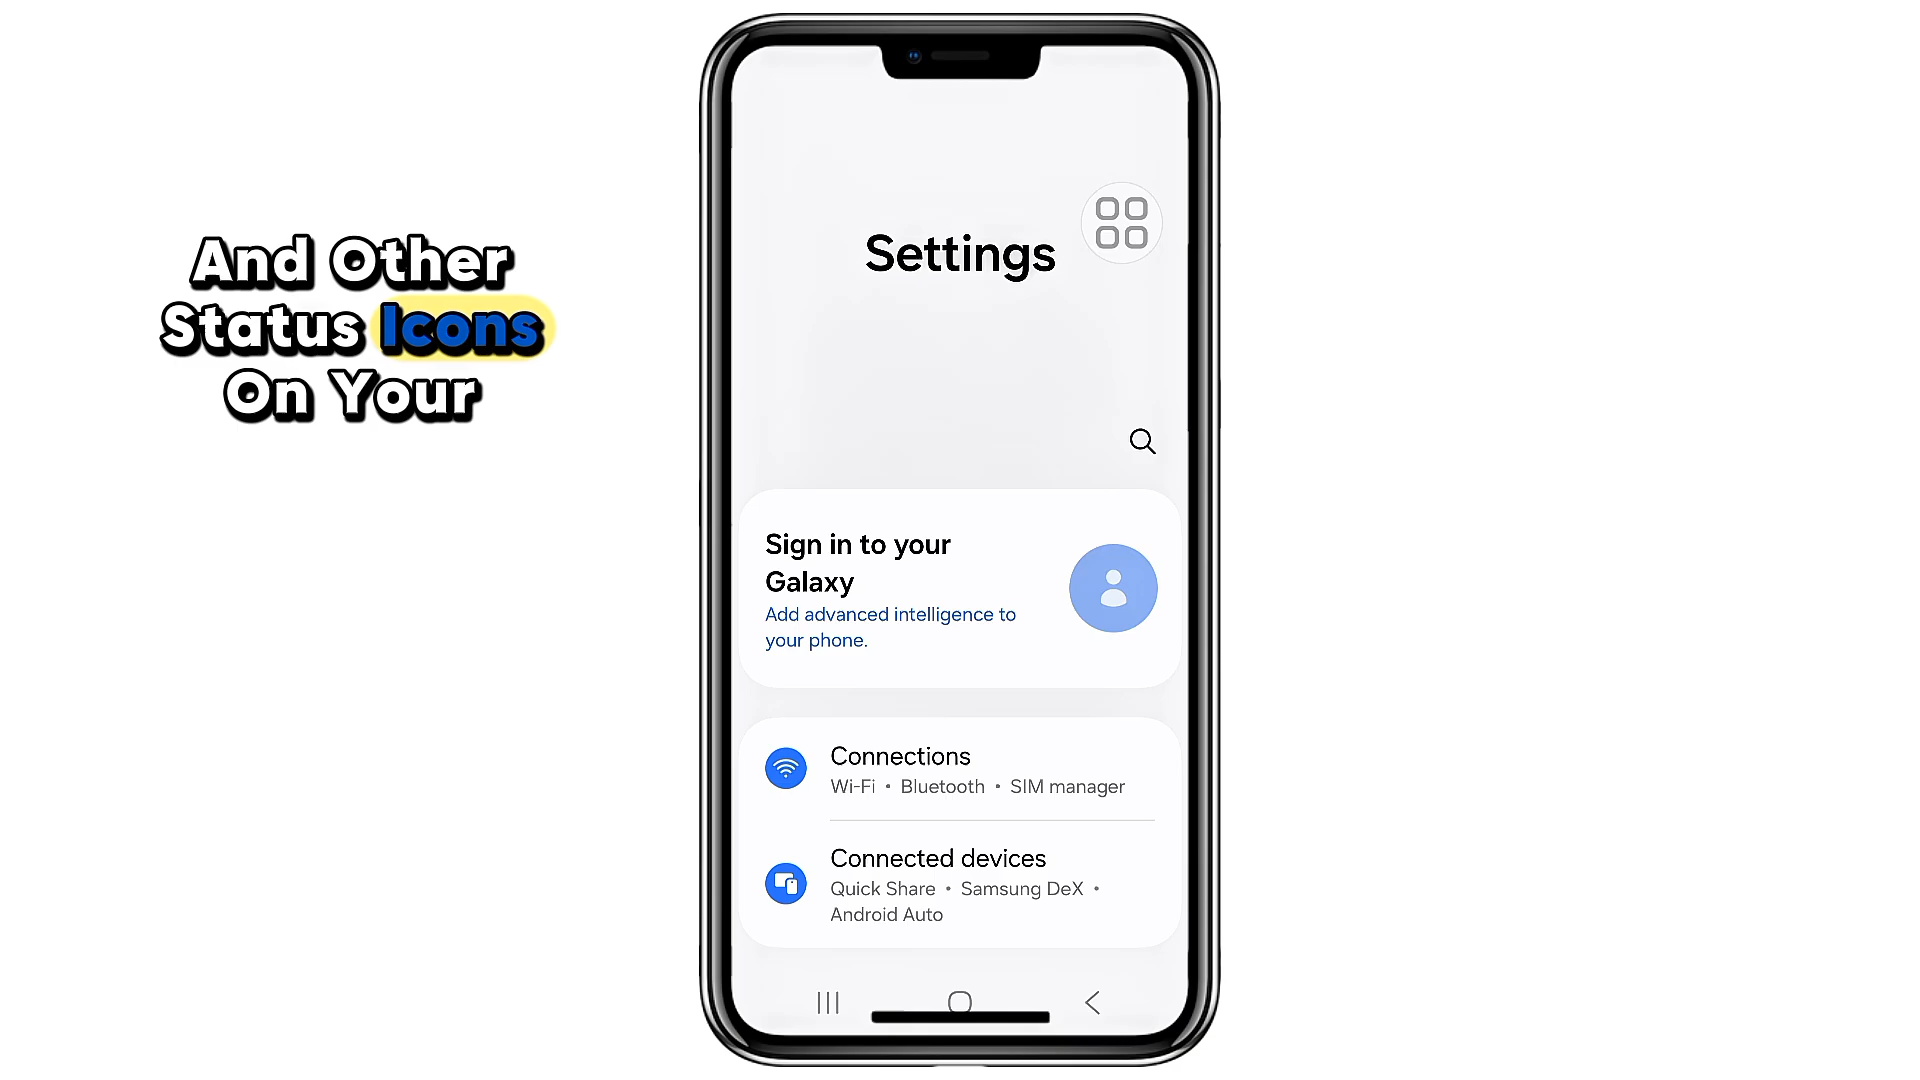 And Other
Status Icons
On Your
Settings
Sign in to your
Galaxy
Add advanced intelligence to
your phone.
Connections
Wi-Fi • Bluetooth • SIM manager
Connected devices
Quick Share • Samsung DeX •
Android Auto